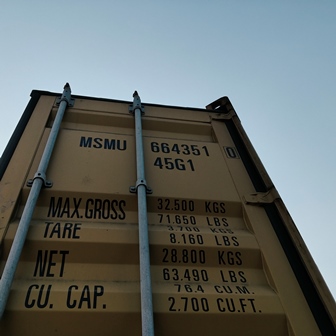 MSMU 664351 0
45G1
MAX.GROSS 32.500 KGS
71.650 LBS
TARE 3.700 KGS
8.160 LBS
NET 28.800 KGS
63.490 LBS
CU. CAP. 76.4 CU.M.
2.700 CU.FT.